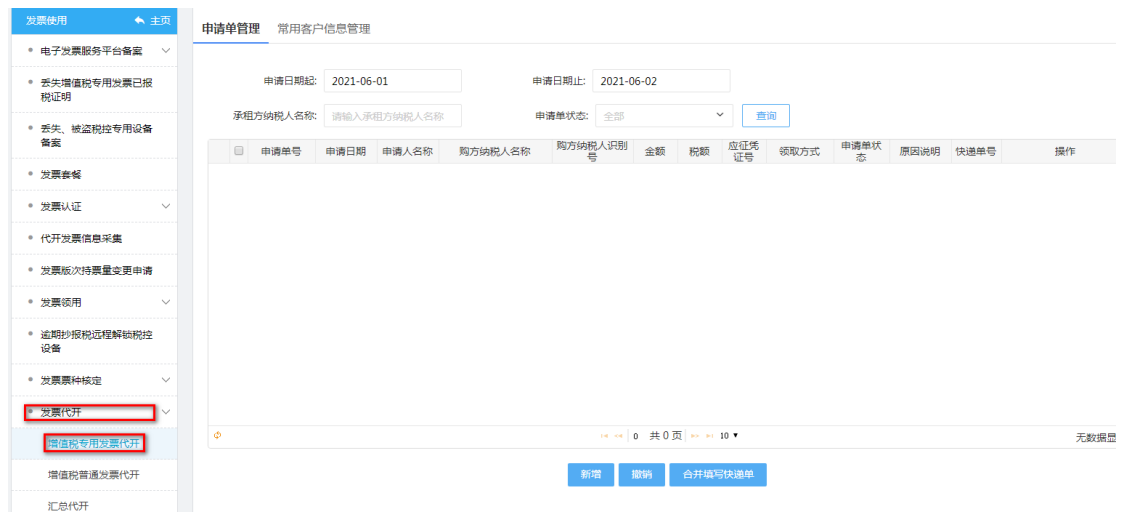 发票使用 主页
电子发票服务平台备案
丢失增值税专用发票已报
税证明
丢失、被盗税控专用设备
备案
发票套餐
发票认证
代开发票信息采集
发票版次持票量变更申请
发票领用
逾期抄报税远程解锁税控
设备
发票票种核定
发票代开
增值税专用发票代开
增值税普通发票代开
汇总代开
申请单管理 常用客户信息管理
申请日期起: 2021-06-01 申请日期止: 2021-06-02
承租方纳税人名称: 请输入承租方纳税人名称 申请单状态: 全部 查询
申请单号 申请日期 申请人名称 购方纳税人名称 购方纳税人识别号 金额 税额 应征凭证号 领取方式 申请单状态 原因说明 快递单号 操作
0 共 0 页 10 无数据显
新增 撤销 合并填写快递单